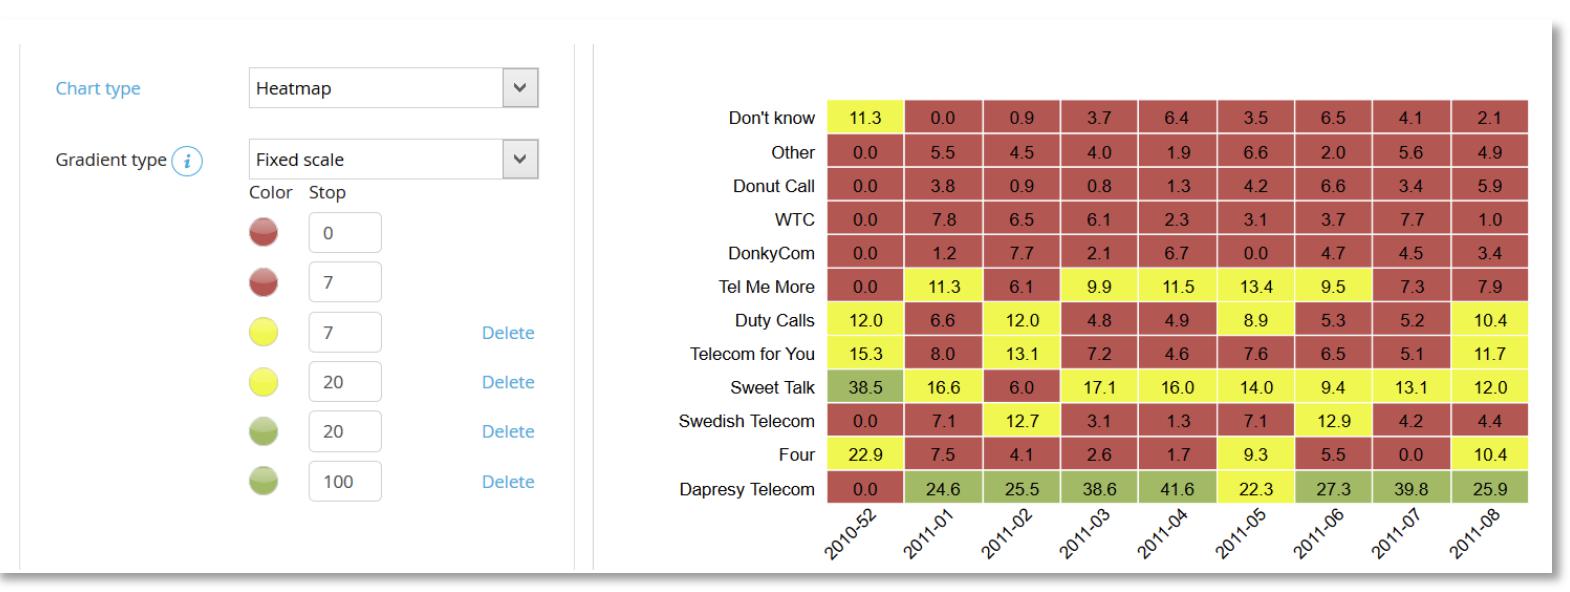 Chart type Heatmap
Gradient type i Fixed scale
Color Stop
0
7
7 Delete
20 Delete
20 Delete
100 Delete
Don't know 11.3 0.0 0.9 3.7 6.4 3.5 6.5 4.1 2.1
Other 0.0 5.5 4.5 4.0 1.9 6.6 2.0 5.6 4.9
Donut Call 0.0 3.8 0.9 0.8 1.3 4.2 6.6 3.4 5.9
WTC 0.0 7.8 6.5 6.1 2.3 3.1 3.7 7.7 1.0
DonkyCom 0.0 1.2 7.7 2.1 6.7 0.0 4.7 4.5 3.4
Tel Me More 0.0 11.3 6.1 9.9 11.5 13.4 9.5 7.3 7.9
Duty Calls 12.0 6.6 12.0 4.8 4.9 8.9 5.3 5.2 10.4
Telecom for You 15.3 8.0 13.1 7.2 4.6 7.6 6.5 5.1 11.7
Sweet Talk 38.5 16.6 6.0 17.1 16.0 14.0 9.4 13.1 12.0
Swedish Telecom 0.0 7.1 12.7 3.1 1.3 7.1 12.9 4.2 4.4
Four 22.9 7.5 4.1 2.6 1.7 9.3 5.5 0.0 10.4
Dapresy Telecom 0.0 24.6 25.5 38.6 41.6 22.3 27.3 39.8 25.9
2010-52 2011-01 2011-02 2011-03 2011-04 2011-05 2011-06 2011-07 2011-08